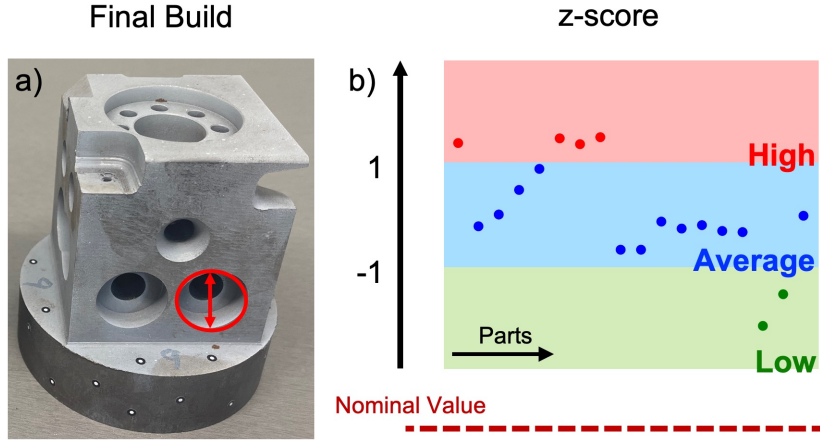 Final Build
z-score
a)
b)
1
High
-1
Average
Parts
Low
Nominal Value